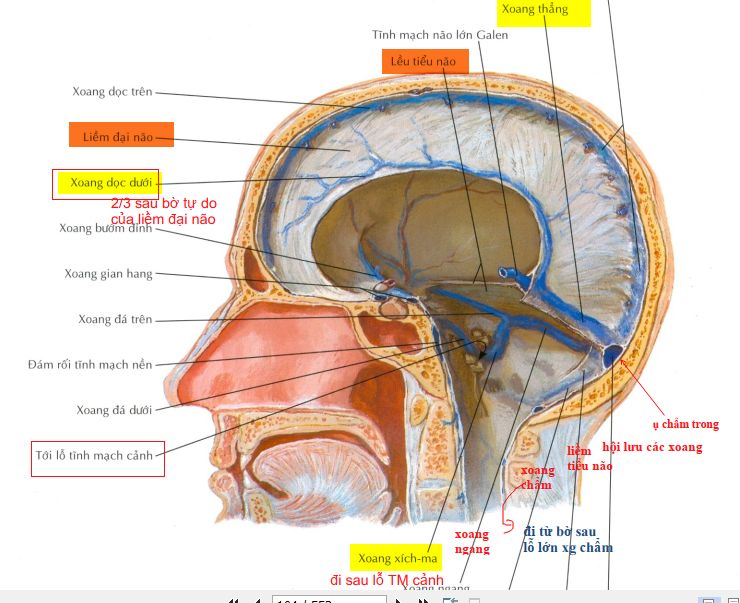 Xoang thẳng
Tĩnh mạch não lớn Galen
Lều tiểu não
Xoang dọc trên
Liềm đại não
Xoang dọc dưới
2/3 sau bờ tự do
của liềm đại não
Xoang bướm đỉnh
Xoang gian hang
Xoang đá trên
Đám rối tĩnh mạch nền
Xoang đá dưới
Tới lỗ tĩnh mạch cảnh
ụ chẩm trong
hội lưu các xoang
liềm
tiểu não
xoang
chẩm
xoang
ngang
đi từ bờ sau
lỗ lớn xg chẩm
Xoang xích-ma
đi sau lỗ TM cảnh
Xoang ngang